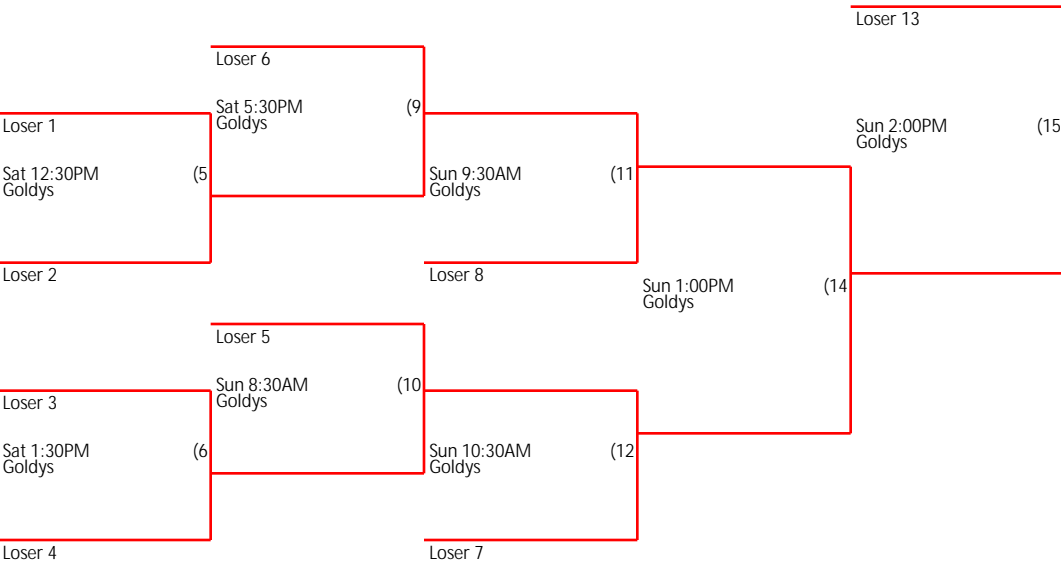 Loser 13
Loser 6
Sat 5:30PM (9
Goldys
Loser 1
Sun 2:00PM (15
Goldys
Sat 12:30PM (5
Goldys
Sun 9:30AM (11
Goldys
Loser 2
Loser 8
Sun 1:00PM (14
Goldys
Loser 5
Sun 8:30AM (10
Goldys
Loser 3
Sat 1:30PM (6
Goldys
Sun 10:30AM (12
Goldys
Loser 4
Loser 7